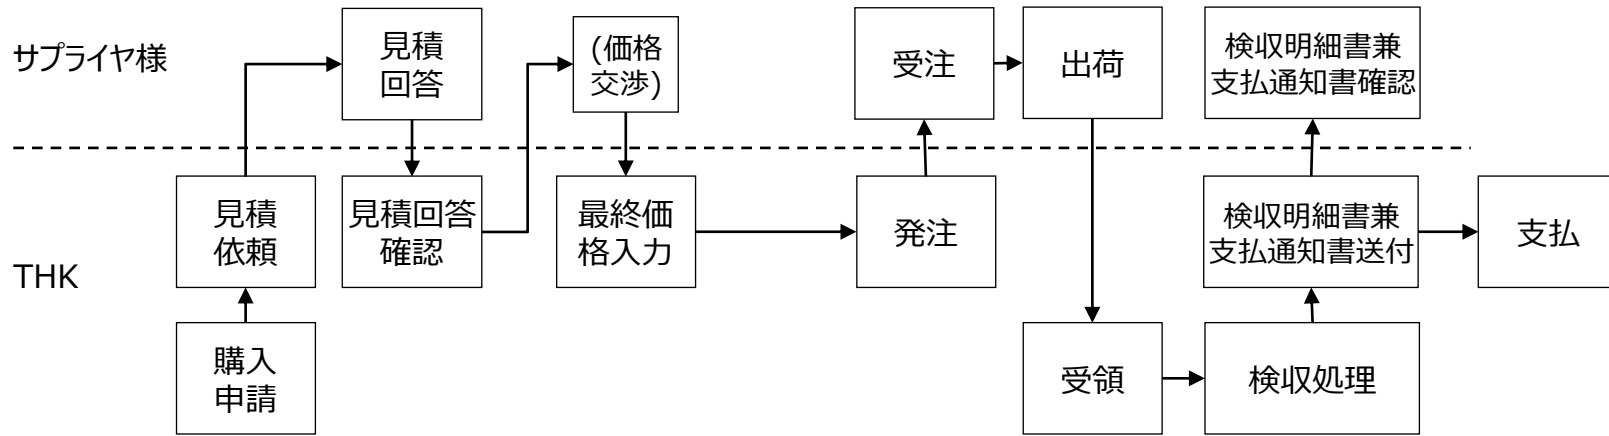 サプライヤ様
見積
回答
(価格
交渉)
受注
出荷
検収明細書兼
支払通知書確認
THK
見積
依頼
見積回答
確認
最終価
格入力
発注
検収明細書兼
支払通知書送付
支払
購入
申請
受領
検収処理